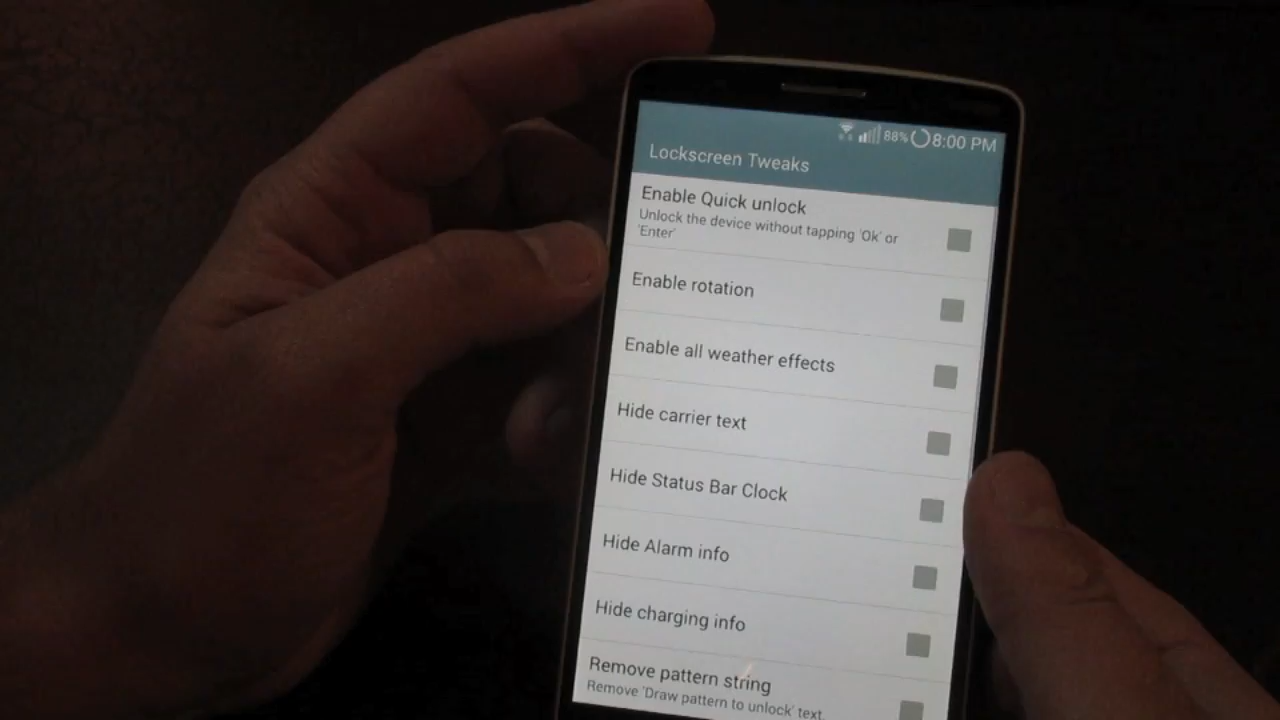 88% 8:00 PM
Lockscreen Tweaks
Enable Quick unlock
Unlock the device without tapping 'Ok' or
'Enter'
Enable rotation
Enable all weather effects
Hide carrier text
Hide Status Bar Clock
Hide Alarm info
Hide charging info
Remove pattern string
Remove 'Draw pattern to unlock' text